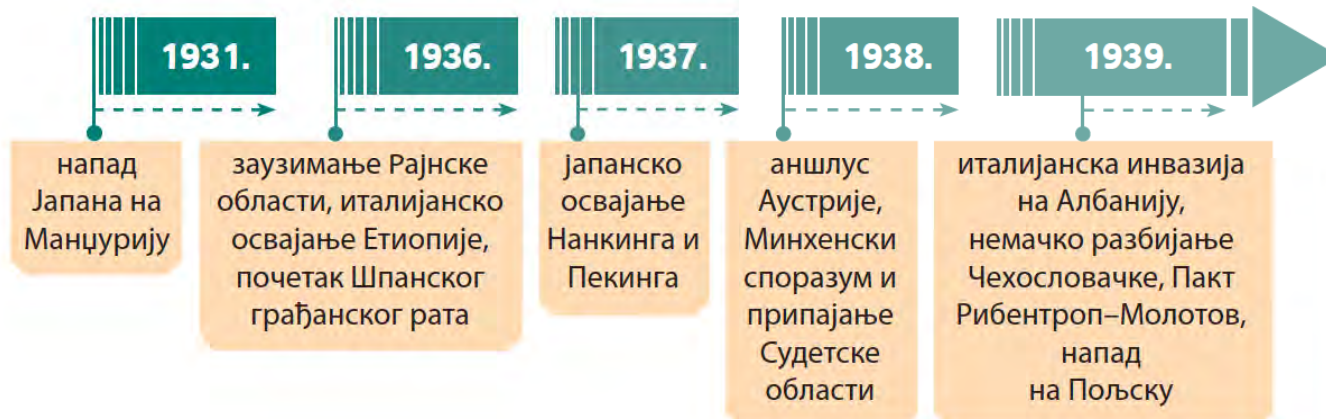 1931.
1936.
1937.
1938.
1939.
напад
Јапана на
Манџурију
заузимање Рајнске
области, италијанско
освајање Етиопије,
почетак Шпанског
грађанског рата
јапанско
освајање
Нанкинга и
Пекинга
аншлус
Аустрије,
Минхенски
споразум и
припајање
Судетске
области
италијанска инвазија
на Албанију,
немачко разбијање
Чехословачке, Пакт
Рибентроп–Молотов,
напад
на Пољску